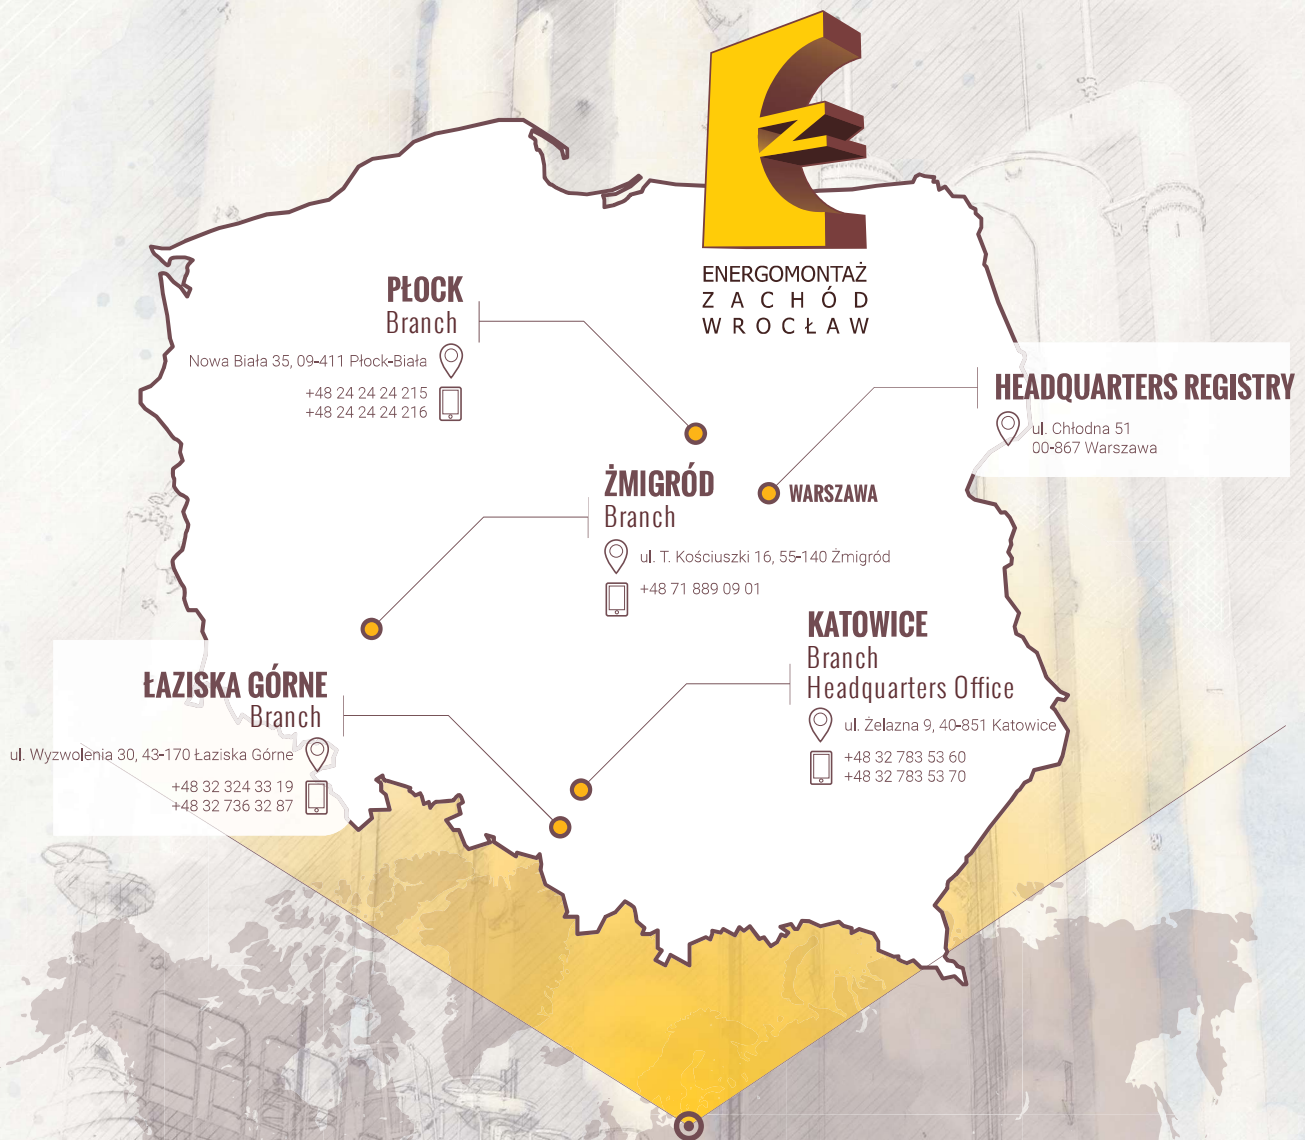 ENERGOMONTAŻ
ZACHÓD
WROCŁAW
PŁOCK
Branch
Nowa Biała 35, 09-411 Płock-Biała
+48 24 24 24 215
+48 24 24 24 216
HEADQUARTERS REGISTRY
ul. Chłodna 51
00-867 Warszawa
WARSZAWA
ŻMIGRÓD
Branch
ul. T. Kościuszki 16, 55-140 Żmigród
+48 71 889 09 01
KATOWICE
Branch
Headquarters Office
ul. Żelazna 9, 40-851 Katowice
+48 32 783 53 60
+48 32 783 53 70
ŁAZISKA GÓRNE
Branch
ul. Wyzwolenia 30, 43-170 Łaziska Górne
+48 32 324 33 19
+48 32 736 32 87